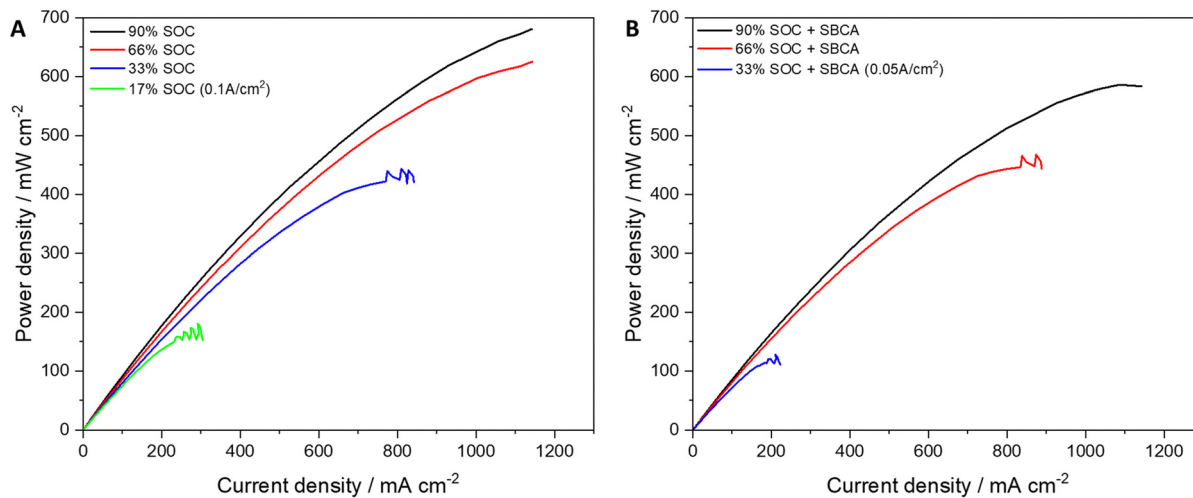 A
90% SOC
66% SOC
33% SOC
17% SOC (0.1A/cm²)
700
600
500
400
300
200
100
0
Power density / mW cm⁻²
0 200 400 600 800 1000 1200
Current density / mA cm⁻²
B
90% SOC + SBCA
66% SOC + SBCA
33% SOC + SBCA (0.05A/cm²)
700
600
500
400
300
200
100
0
Power density / mW cm⁻²
0 200 400 600 800 1000 1200
Current density / mA cm⁻²